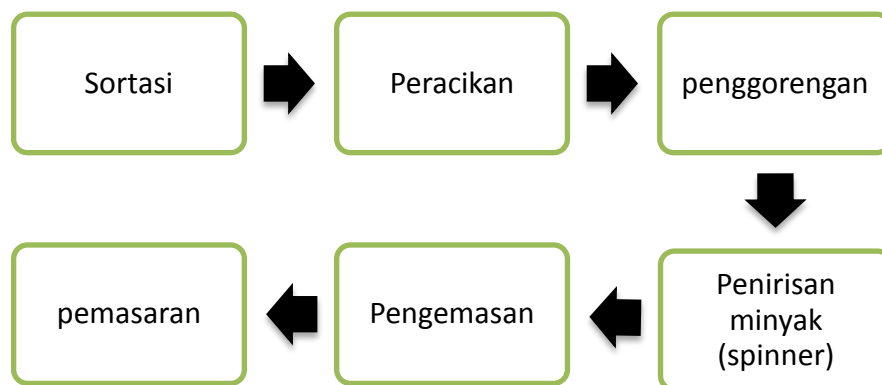 Sortasi
Peracikan
penggorengan
Penirisan
minyak
(spinner)
Pengemasan
pemasaran